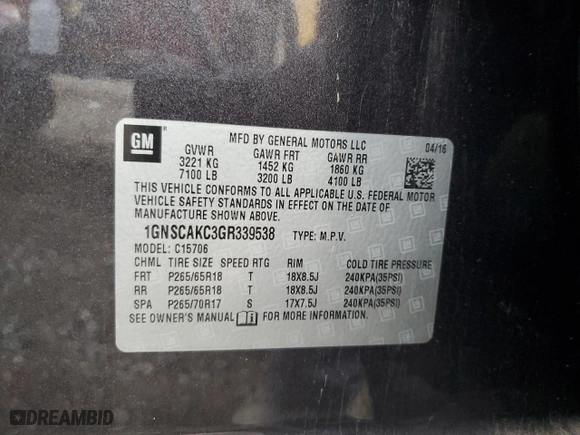 GM
MFD BY GENERAL MOTORS LLC
04/16
GVWR GAWR FRT GAWR RR
3221 KG 1452 KG 1860 KG
7100 LB 3200 LB 4100 LB
THIS VEHICLE CONFORMS TO ALL APPLICABLE U.S. FEDERAL MOTOR
VEHICLE SAFETY STANDARDS IN EFFECT ON THE DATE OF
MANUFACTURE SHOWN ABOVE.
1GNSCAKC3GR339538 TYPE: M.P.V.
MODEL: C15706
CHML TIRE SIZE SPEED RTG RIM COLD TIRE PRESSURE
FRT P265/65R18 T 18X8.5J 240KPA(35PSI)
RR P265/65R18 T 18X8.5J 240KPA(35PSI)
SPA P265/70R17 S 17X7.5J 240KPA(35PSI)
SEE OWNER'S MANUAL FOR MORE INFORMATION.
DREAMBID